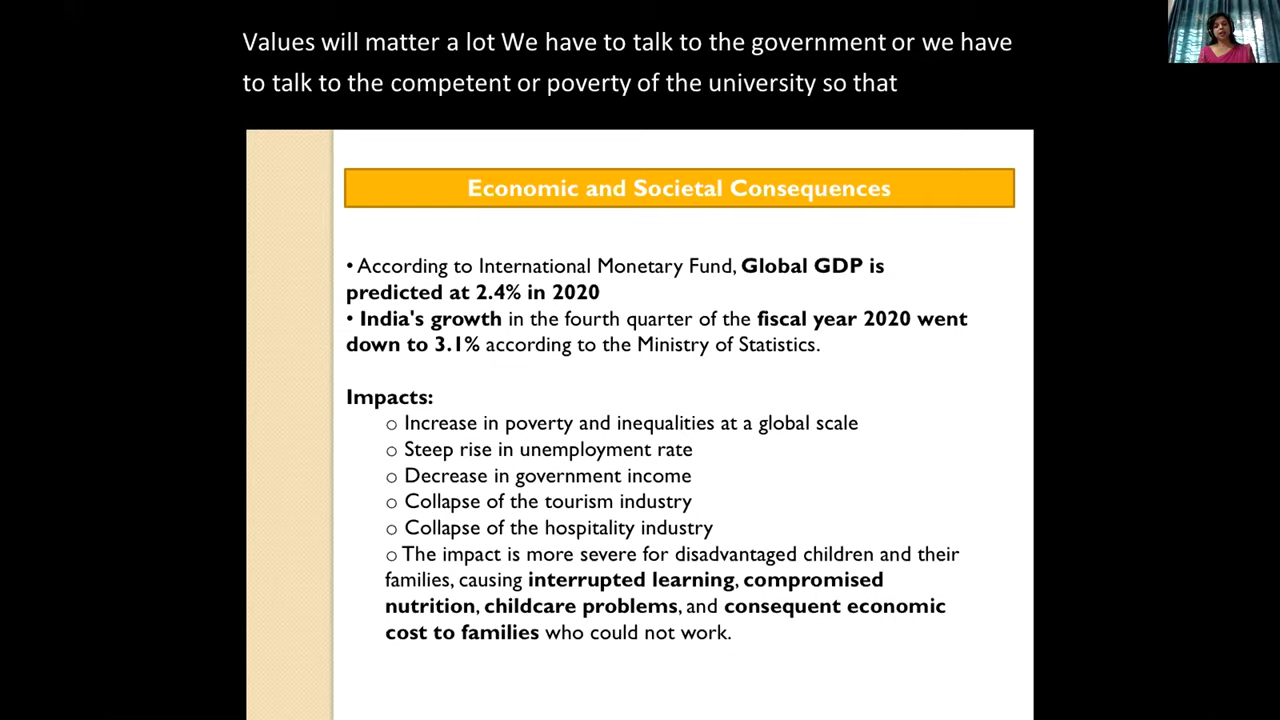 Values will matter a lot We have to talk to the government or we have
to talk to the competent or poverty of the university so that
Economic and Societal Consequences
• According to International Monetary Fund, Global GDP is
predicted at 2.4% in 2020
• India's growth in the fourth quarter of the fiscal year 2020 went
down to 3.1% according to the Ministry of Statistics.
Impacts:
o Increase in poverty and inequalities at a global scale
o Steep rise in unemployment rate
o Decrease in government income
o Collapse of the tourism industry
o Collapse of the hospitality industry
o The impact is more severe for disadvantaged children and their
families, causing interrupted learning, compromised
nutrition, childcare problems, and consequent economic
cost to families who could not work.